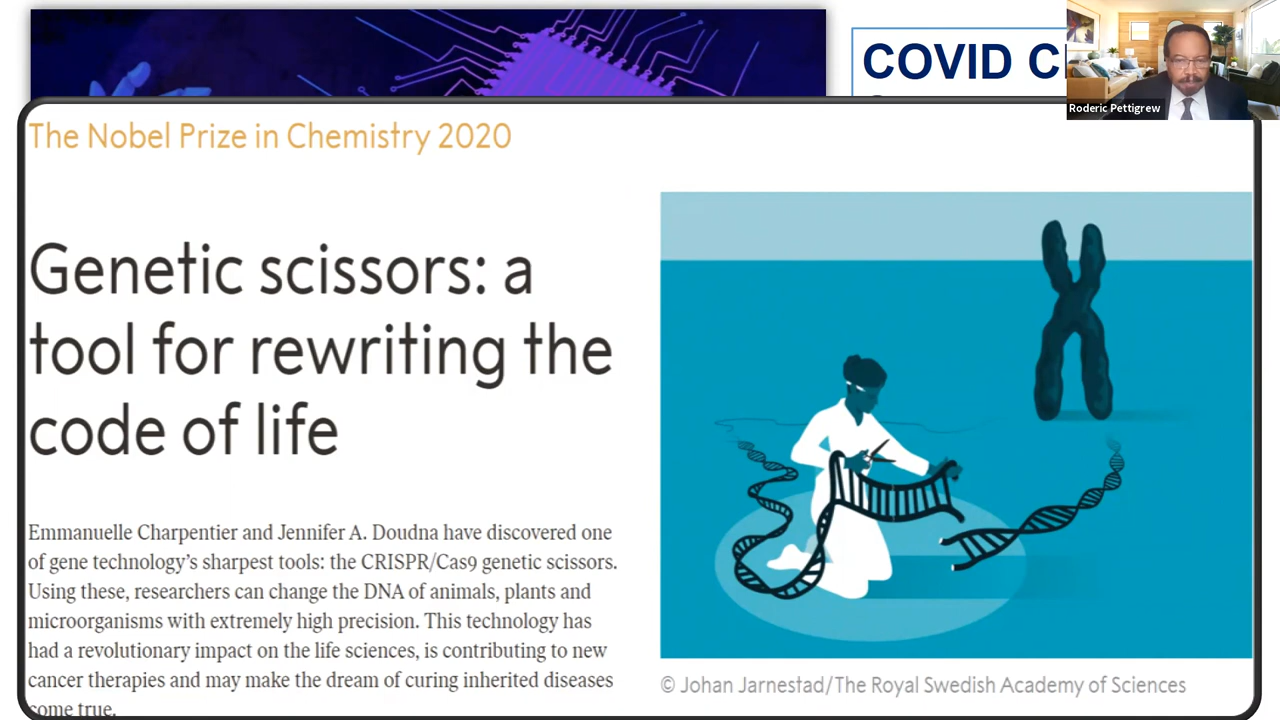 COVID C
Roderic Pettigrew
The Nobel Prize in Chemistry 2020
Genetic scissors: a
tool for rewriting the
code of life
Emmanuelle Charpentier and Jennifer A. Doudna have discovered one
of gene technology’s sharpest tools: the CRISPR/Cas9 genetic scissors.
Using these, researchers can change the DNA of animals, plants and
microorganisms with extremely high precision. This technology has
had a revolutionary impact on the life sciences, is contributing to new
cancer therapies and may make the dream of curing inherited diseases
come true.
© Johan Jarnestad/The Royal Swedish Academy of Sciences